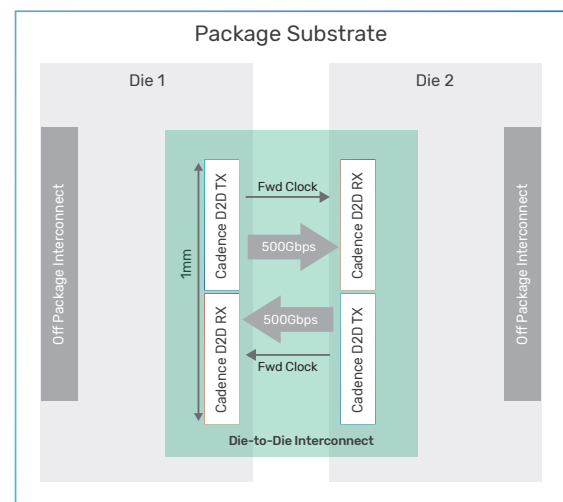 Package Substrate
Die 1
Die 2
Off Package Interconnect
1mm
Cadence D2D TX
Fwd Clock
Cadence D2D RX
Off Package Interconnect
500Gbps
Cadence D2D RX
500Gbps
Cadence D2D TX
Fwd Clock
Die-to-Die Interconnect